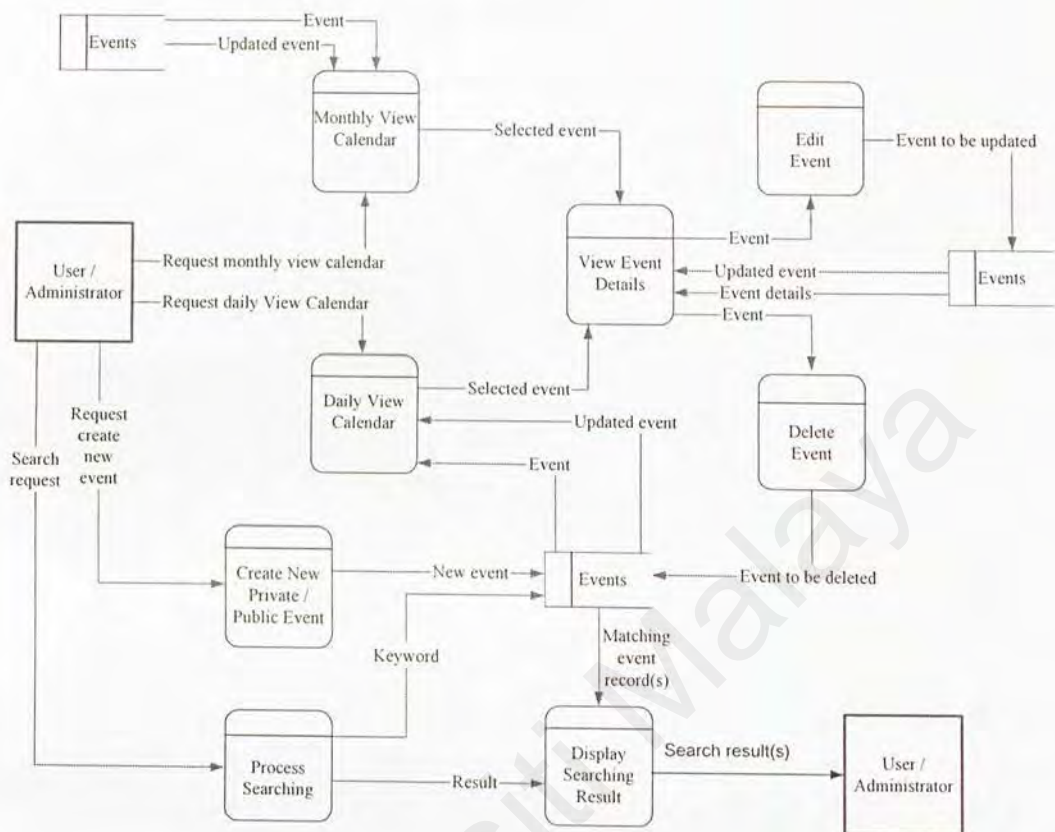 Event
Events
Updated event
Monthly View
Calendar
Selected event
Edit
Event
Event to be updated
User /
Administrator
Request monthly view calendar
Request daily View Calendar
View Event
Details
Event
Updated event
Event details
Event
Events
Daily View
Calendar
Selected event
Updated event
Event
Delete
Event
Request
create
new
event
Search
request
Create New
Private /
Public Event
New event
Events
Event to be deleted
Keyword
Matching
event
record(s)
Process
Searching
Result
Display
Searching
Result
Search result(s)
User /
Administrator
siti Malaya